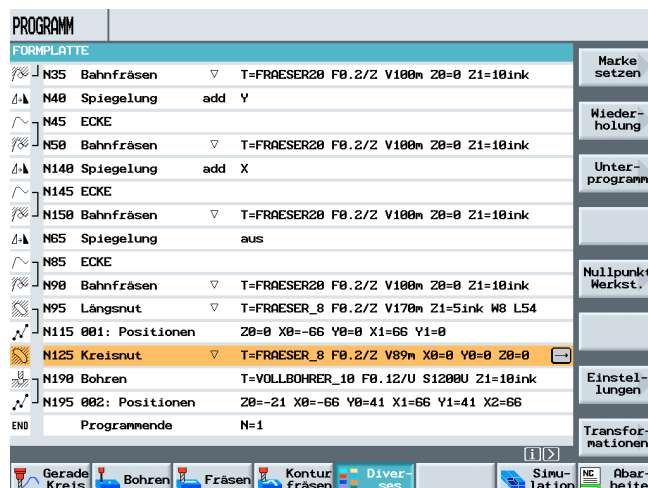 PROGRAMM
FORMPLATTE
N35 Bahnfräsen ▽ T=FRAESER20 F0.2/Z V100m Z0=0 Z1=10ink
N40 Spiegelung add Y
N45 ECKE
N50 Bahnfräsen ▽ T=FRAESER20 F0.2/Z V100m Z0=0 Z1=10ink
N140 Spiegelung add X
N145 ECKE
N150 Bahnfräsen ▽ T=FRAESER20 F0.2/Z V100m Z0=0 Z1=10ink
N65 Spiegelung aus
N85 ECKE
N90 Bahnfräsen ▽ T=FRAESER20 F0.2/Z V100m Z0=0 Z1=10ink
N95 Längsnut ▽ T=FRAESER_8 F0.2/Z V170m Z1=5ink W8 L54
N115 001: Positionen Z0=0 X0=-66 Y0=0 X1=66 Y1=0
N125 Kreisnut ▽ T=FRAESER_8 F0.2/Z V89m X0=0 Y0=0 Z0=0
N190 Bohren T=VOLLBOHRER_10 F0.12/U S1200U Z1=10ink
N195 002: Positionen Z0=-21 X0=-66 Y0=41 X1=66 Y1=41 X2=66
END Programmende N=1
Marke
setzen
Wieder-
holung
Unter-
programm
Nullpunkt
Werkst.
Einstel-
lungen
Transfor-
mationen
Gerade
Kreis
Bohren
Fräsen
Kontur
fräsen
Diver-
ses
Simu-
lation
NC Abar-
beite